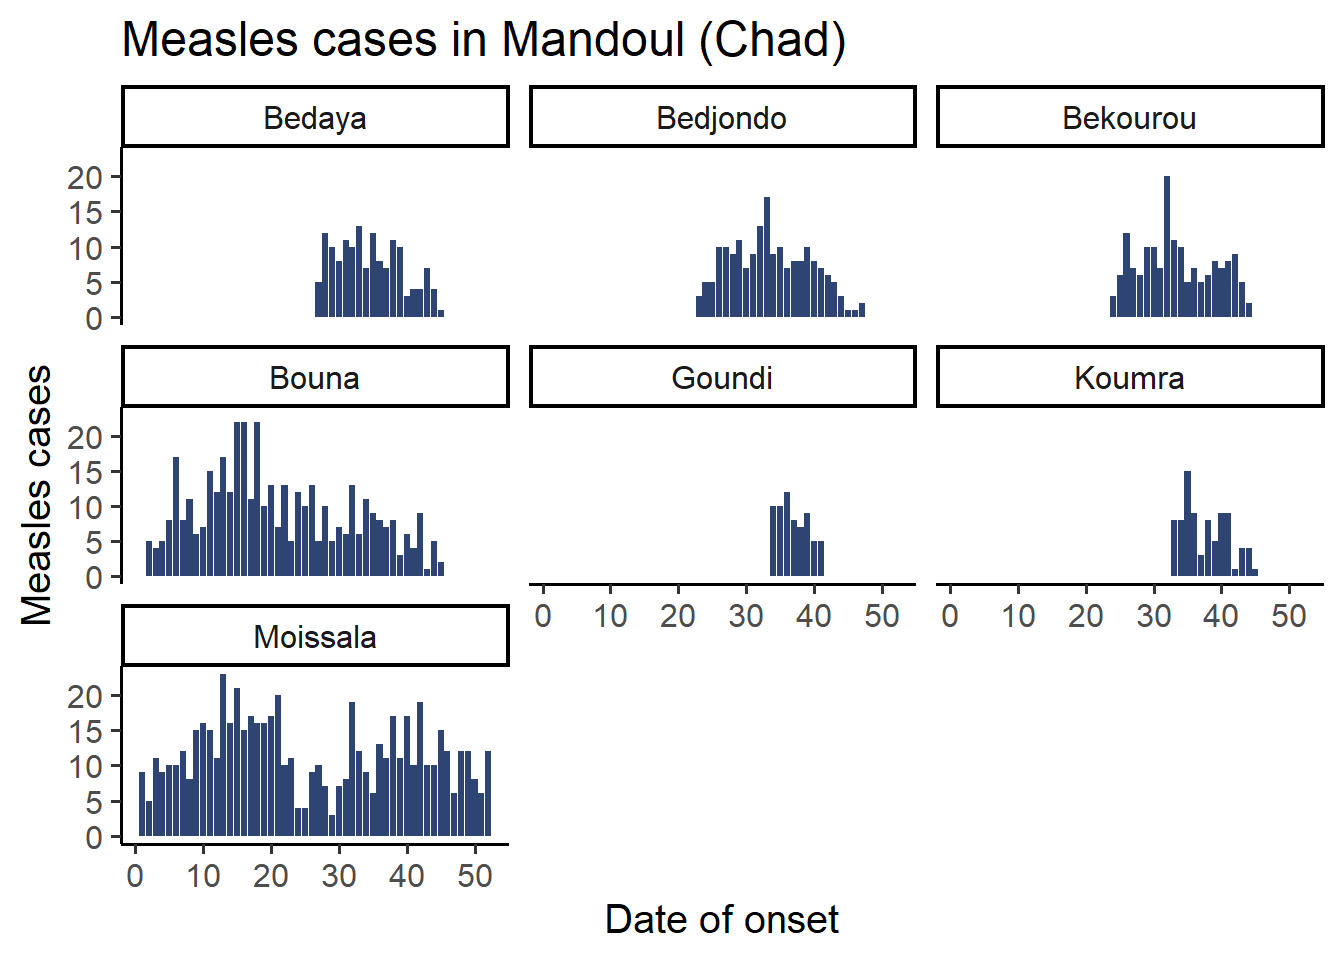 Measles cases in Mandoul (Chad)
Bedaya Bedjondo Bekourou
20
15
10
5
0
Bouna Goundi Koumra
20
15
10
5
0
0 10 20 30 40 50 0 10 20 30 40 50
Moissala
20
15
10
5
0
0 10 20 30 40 50
Measles cases
Date of onset